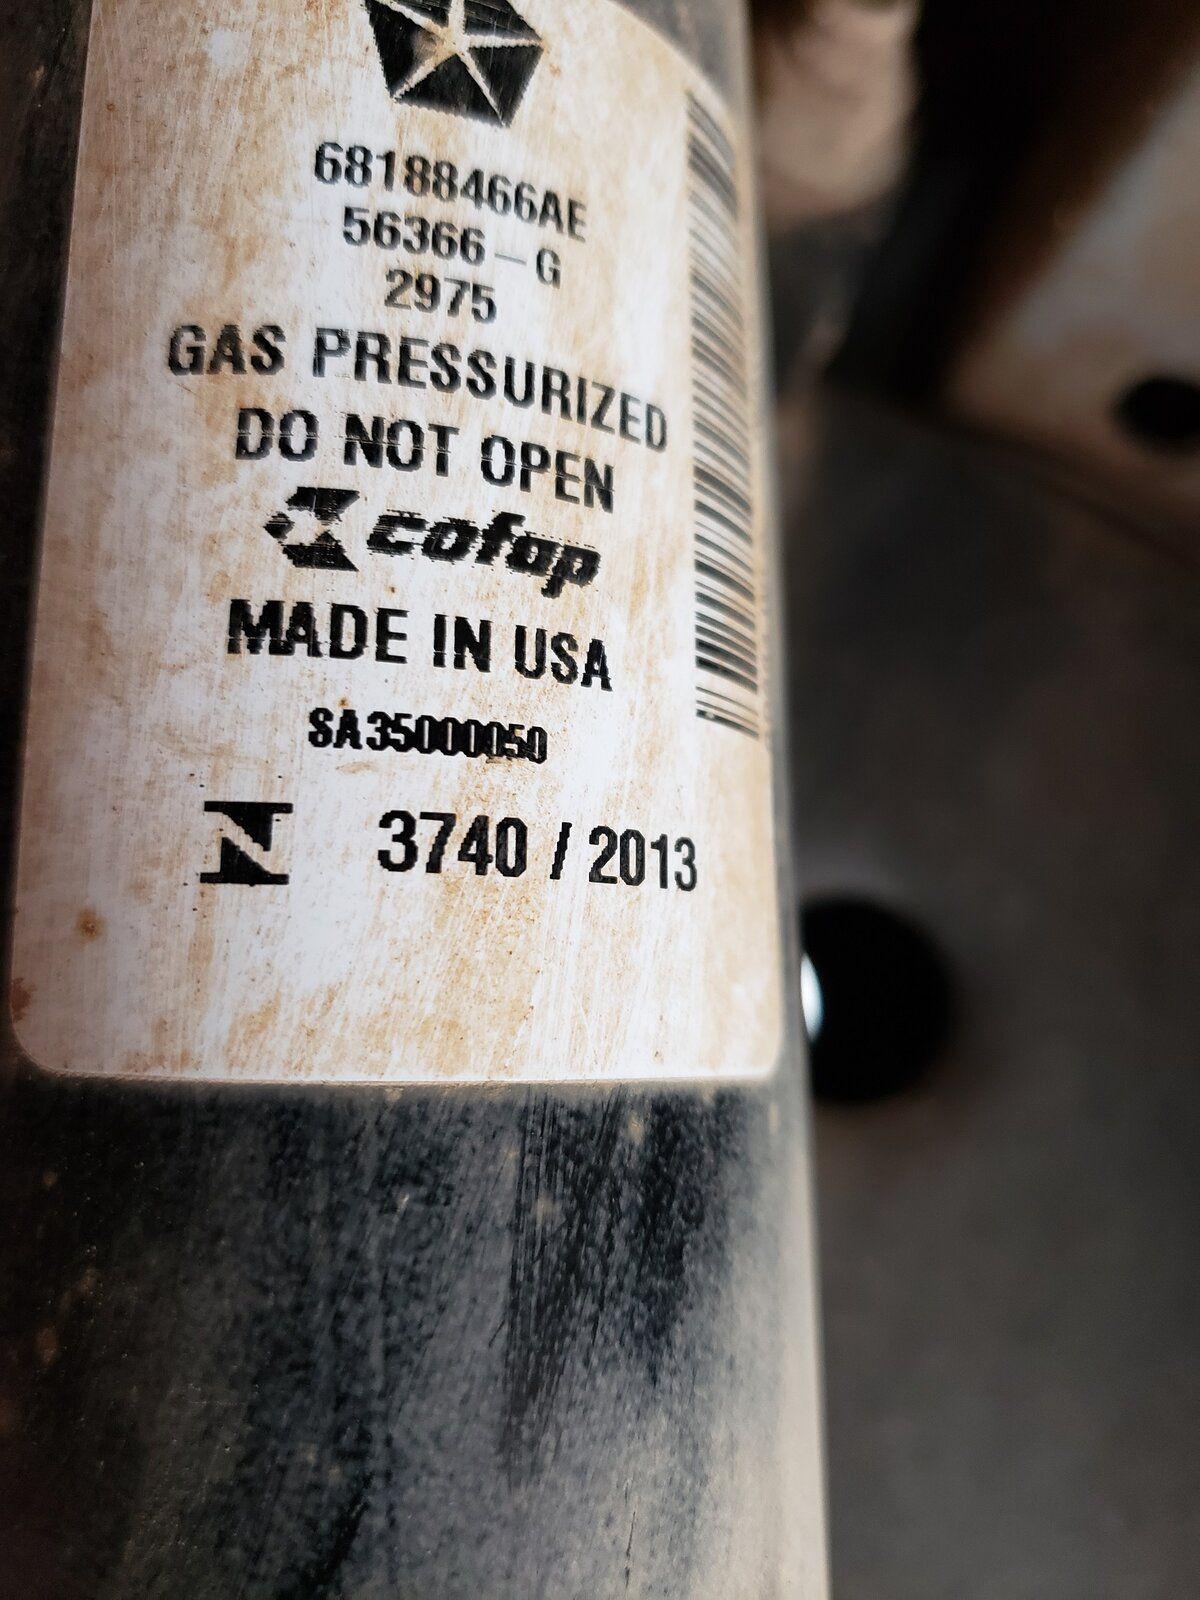 68188466AE
56366-G
2975
GAS PRESSURIZED
DO NOT OPEN
cofap
MADE IN USA
SA35000050
3740 / 2013